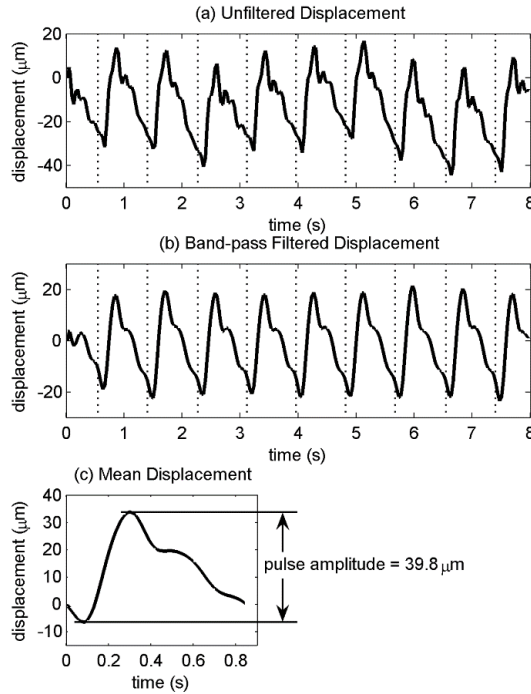 (a) Unfiltered Displacement
displacement (μm)
20
0
-20
-40
0 1 2 3 4 5 6 7 8
time (s)
(b) Band-pass Filtered Displacement
displacement (μm)
20
0
-20
0 1 2 3 4 5 6 7 8
time (s)
(c) Mean Displacement
displacement (μm)
40
30
20
10
0
-10
0 0.2 0.4 0.6 0.8
time (s)
pulse amplitude = 39.8 μm